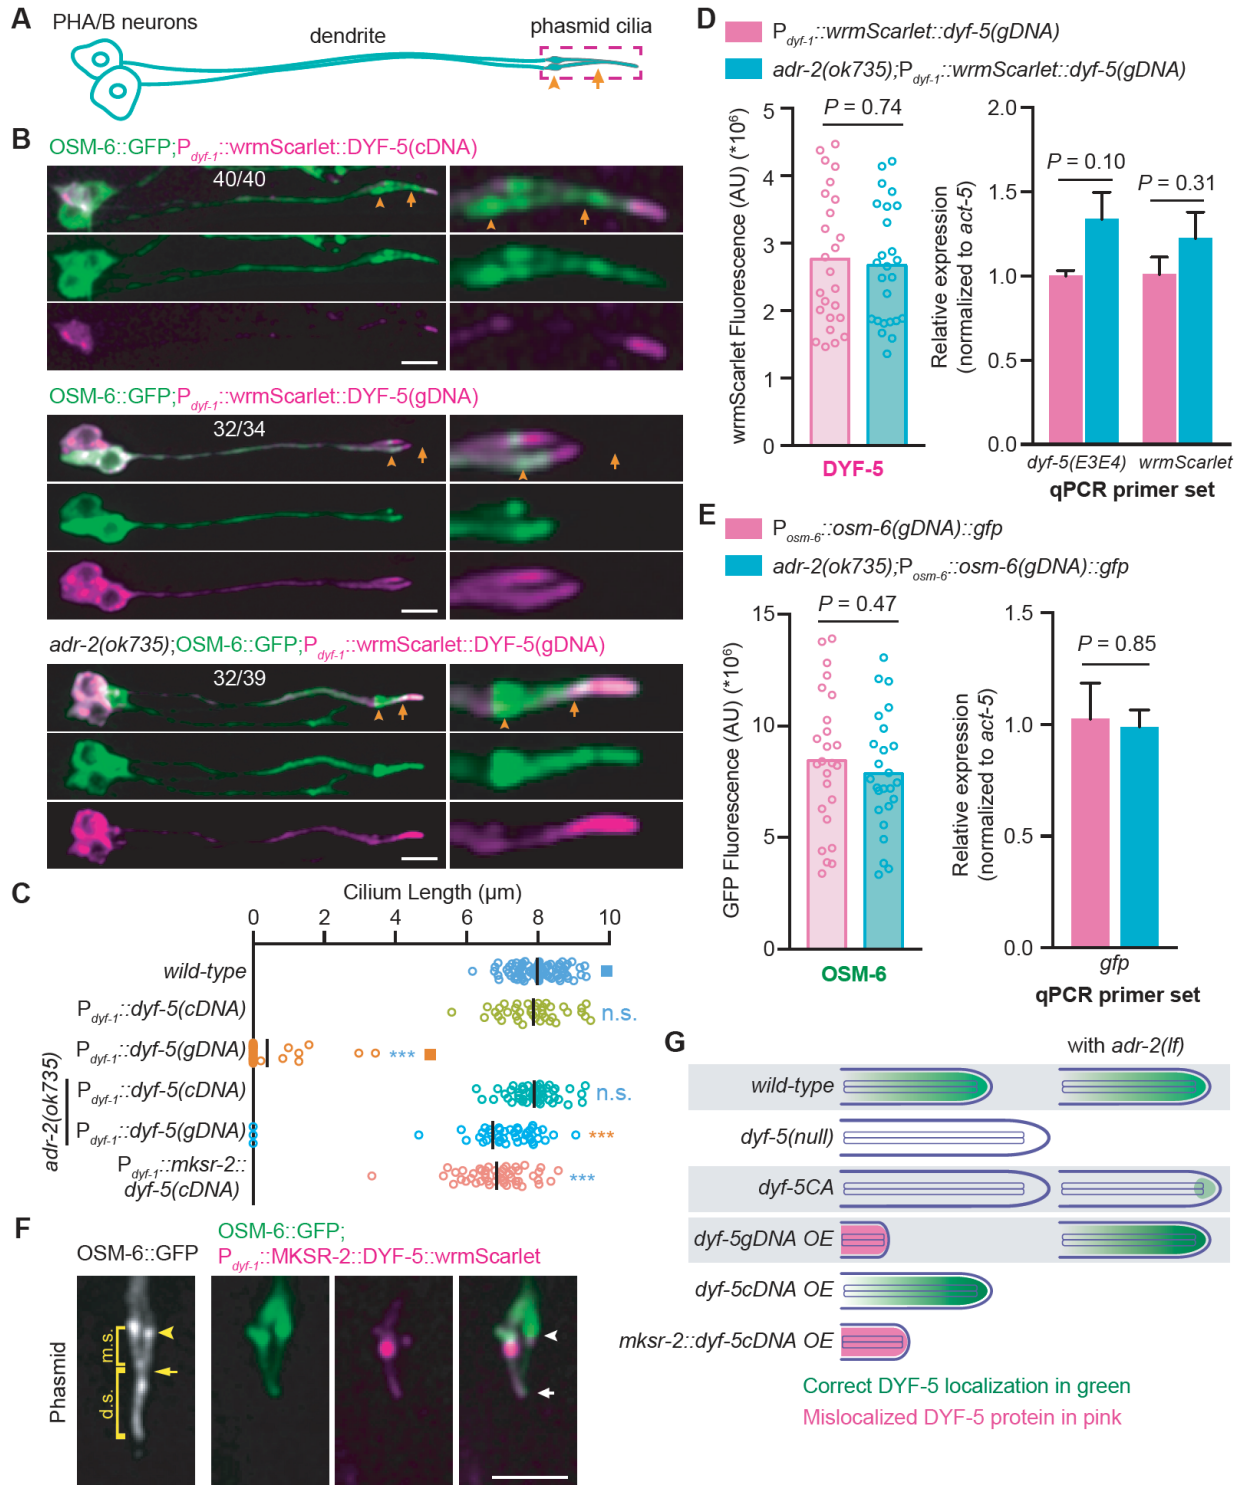 A
PHA/B neurons
dendrite
phasmid cilia
B
OSM-6::GFP;Pdyf-1::wrmScarlet::DYF-5(cDNA)
40/40
OSM-6::GFP;Pdyf-1::wrmScarlet::DYF-5(gDNA)
32/34
adr-2(ok735);OSM-6::GFP;Pdyf-1::wrmScarlet::DYF-5(gDNA)
32/39
C
Cilium Length (µm)
0 2 4 6 8 10
wild-type
Pdyf-1::dyf-5(cDNA)
n.s.
Pdyf-1::dyf-5(gDNA)
***
adr-2(ok735)
Pdyf-1::dyf-5(cDNA)
n.s.
Pdyf-1::dyf-5(gDNA)
***
Pdyf-1::mksr-2::
dyf-5(cDNA)
***
D
Pdyf-1::wrmScarlet::dyf-5(gDNA)
adr-2(ok735);Pdyf-1::wrmScarlet::dyf-5(gDNA)
wrmScarlet Fluorescence (AU) (*10⁶)
5
4
3
2
1
0
P = 0.74
DYF-5
Relative expression
(normalized to act-5)
2.0
1.5
1.0
0.5
0.0
P = 0.10
P = 0.31
dyf-5(E3E4) wrmScarlet
qPCR primer set
E
Posm-6::osm-6(gDNA)::gfp
adr-2(ok735);Posm-6::osm-6(gDNA)::gfp
GFP Fluorescence (AU) (*10⁶)
15
10
5
0
P = 0.47
OSM-6
Relative expression
(normalized to act-5)
1.5
1.0
0.5
0.0
P = 0.85
gfp
qPCR primer set
F
OSM-6::GFP
OSM-6::GFP;
Pdyf-1::MKSR-2::DYF-5::wrmScarlet
Phasmid
m.s.
d.s.
G
with adr-2(lf)
wild-type
dyf-5(null)
dyf-5CA
dyf-5gDNA OE
dyf-5cDNA OE
mksr-2::dyf-5cDNA OE
Correct DYF-5 localization in green
Mislocalized DYF-5 protein in pink